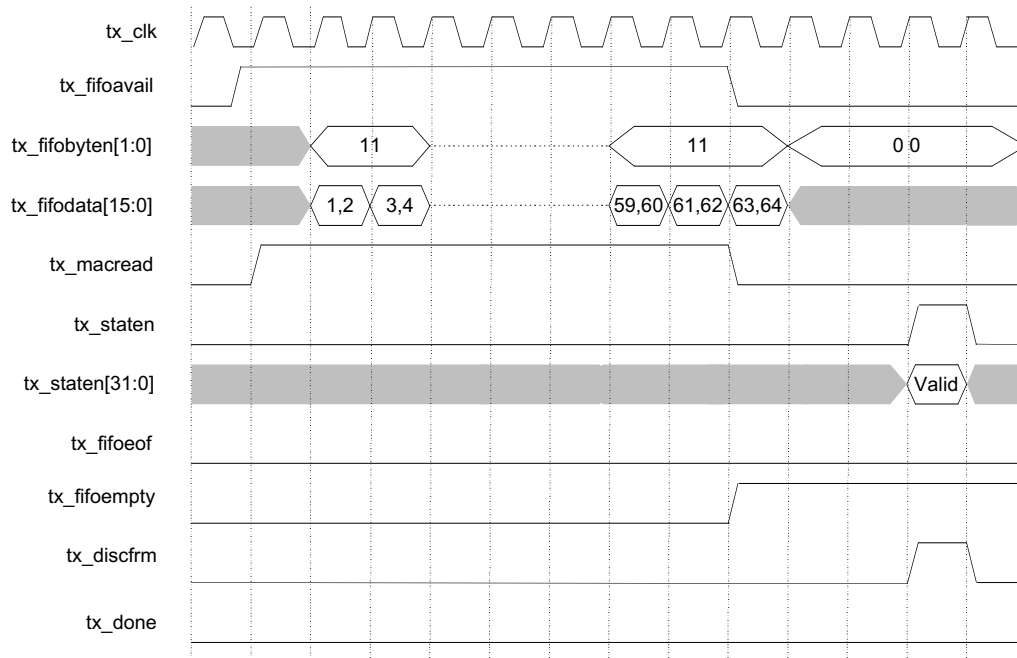 tx_clk
tx_fifoavail
tx_fifobyten[1:0] 11 11 0 0
tx_fifodata[15:0] 1,2 3,4 59,60 61,62 63,64
tx_macread
tx_staten
tx_staten[31:0] Valid
tx_fifoeof
tx_fifoempty
tx_discfrm
tx_done